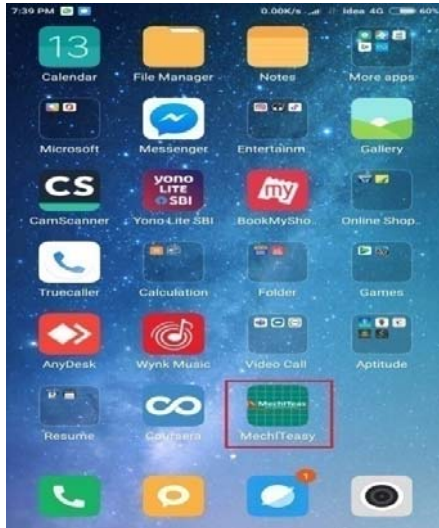 7:39 PM
0.00K/s
Idea 4G
60%
13
Calendar
File Manager
Notes
More apps
Microsoft
Messenger
Entertainm..
Gallery
CS
yono
LITE
SBI
my
CamScanner
Yono Lite SBI
BookMySho..
Online Shop..
Truecaller
Calculation
Folder
Games
AnyDesk
Wynk Music
Video Call
Aptitude
MechITeasy
Resume
Coursera
MechITeasy
1